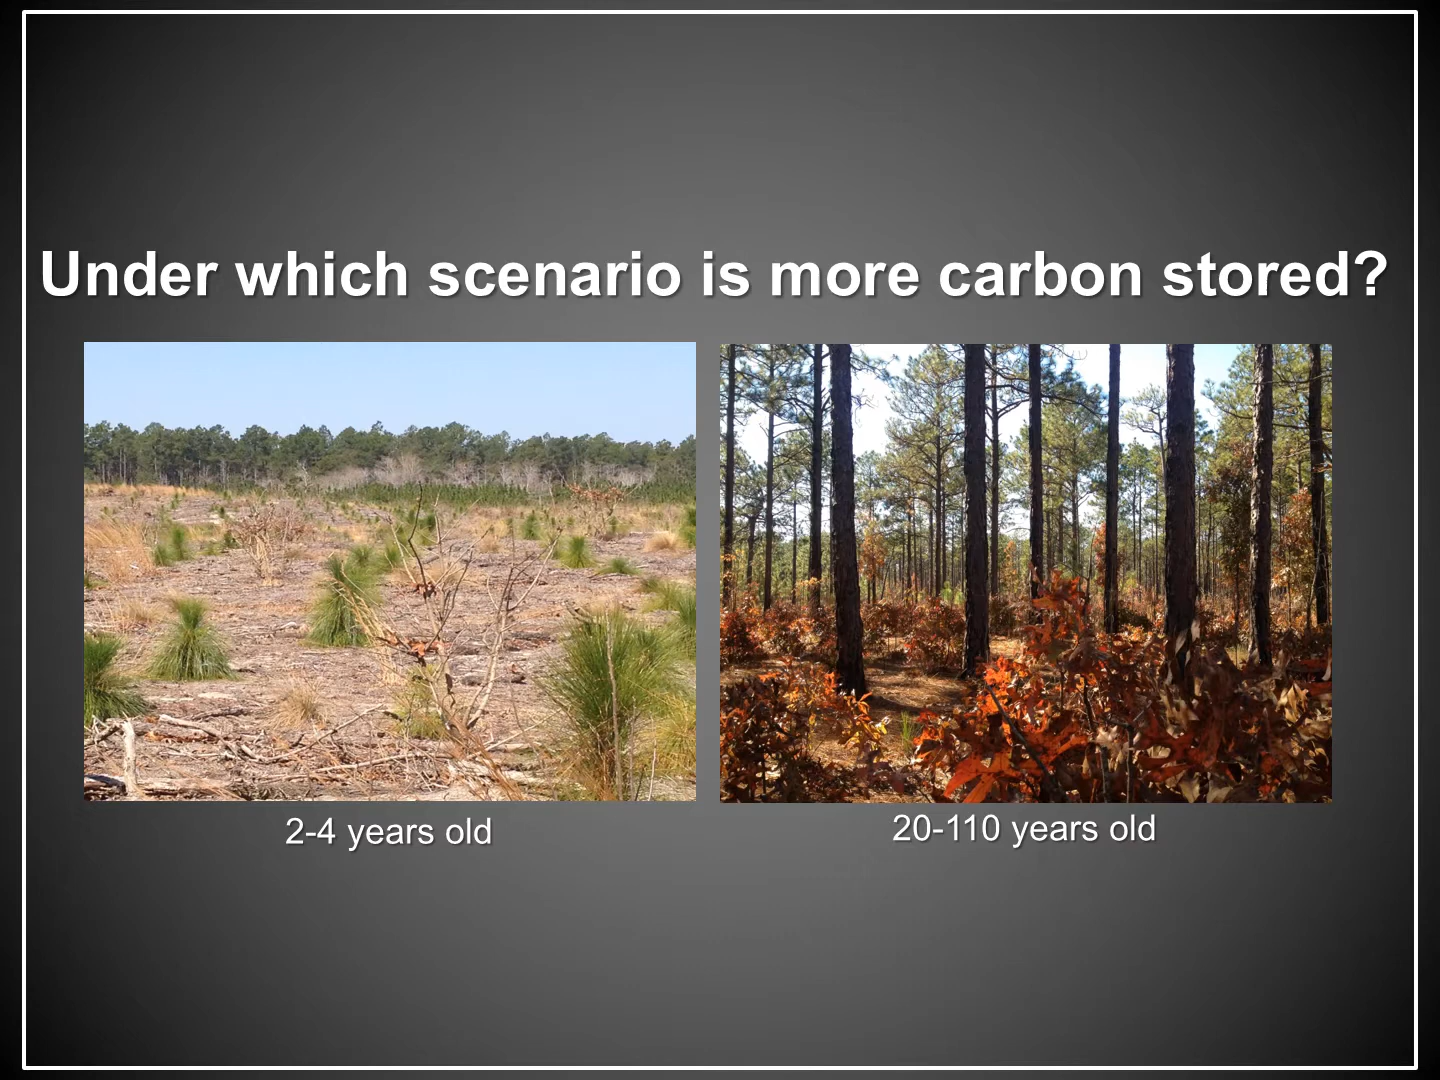 Under which scenario is more carbon stored?
2-4 years old
20-110 years old